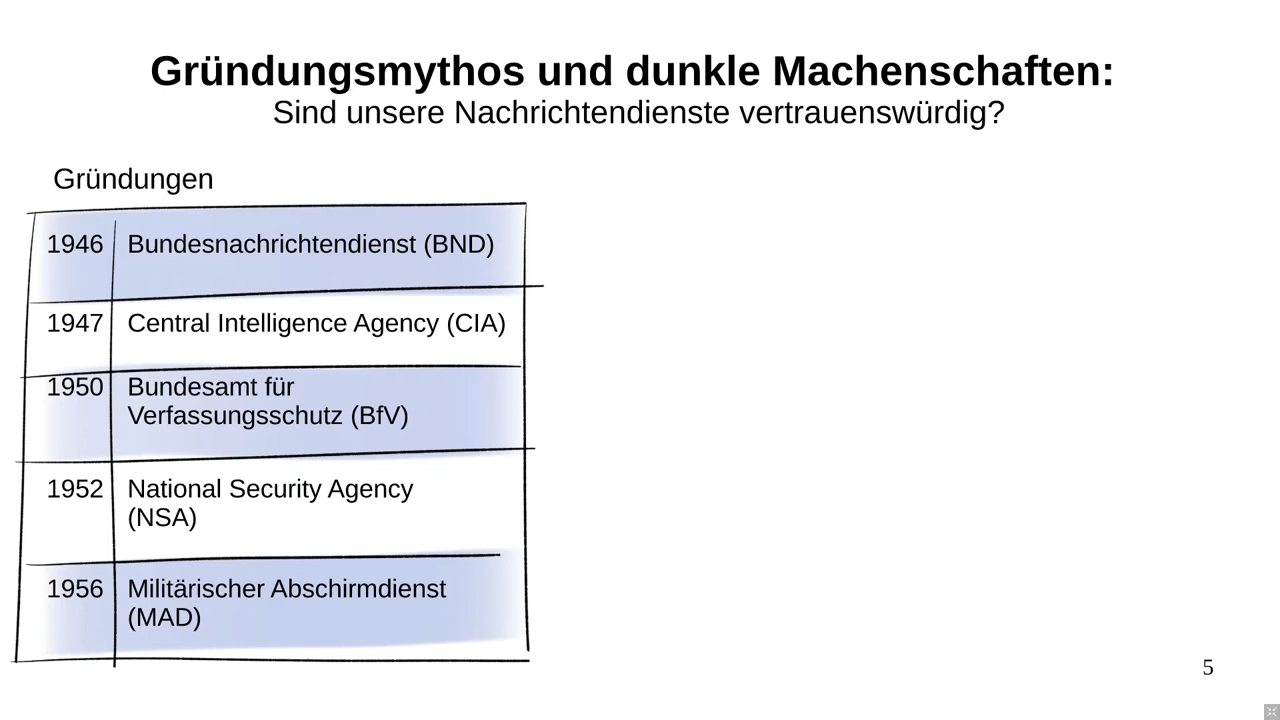 Gründungsmythos und dunkle Machenschaften:
Sind unsere Nachrichtendienste vertrauenswürdig?
Gründungen
1946 Bundesnachrichtendienst (BND)
1947 Central Intelligence Agency (CIA)
1950 Bundesamt für
Verfassungsschutz (BfV)
1952 National Security Agency
(NSA)
1956 Militärischer Abschirmdienst
(MAD)
5